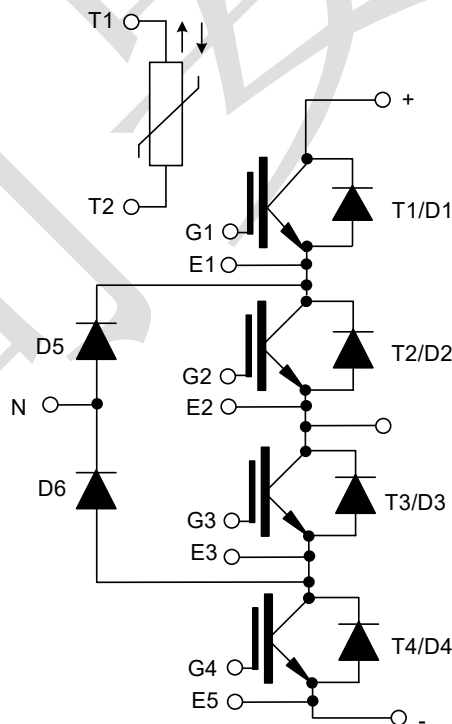 T1
T2
+
G1
T1/D1
E1
D5
G2
T2/D2
N
E2
D6
G3
T3/D3
E3
G4
T4/D4
E5
-